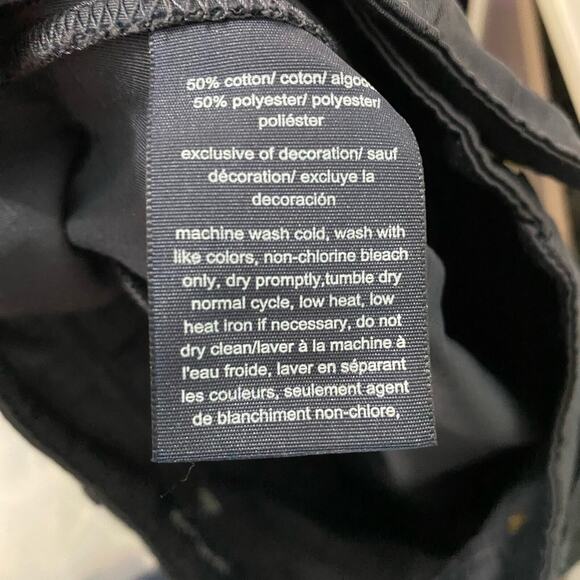 50% cotton/ coton/ algod
50% polyester/ polyester/
poliéster
exclusive of decoration/ sauf
décoration/ excluye la
decoración
machine wash cold, wash with
like colors, non-chlorine bleach
only, dry promptly,tumble dry
normal cycle, low heat, low
heat iron if necessary, do not
dry clean/laver à la machine à
l'eau froide, laver en séparant
les couleurs, seulement agent
de blanchiment non-chlore,